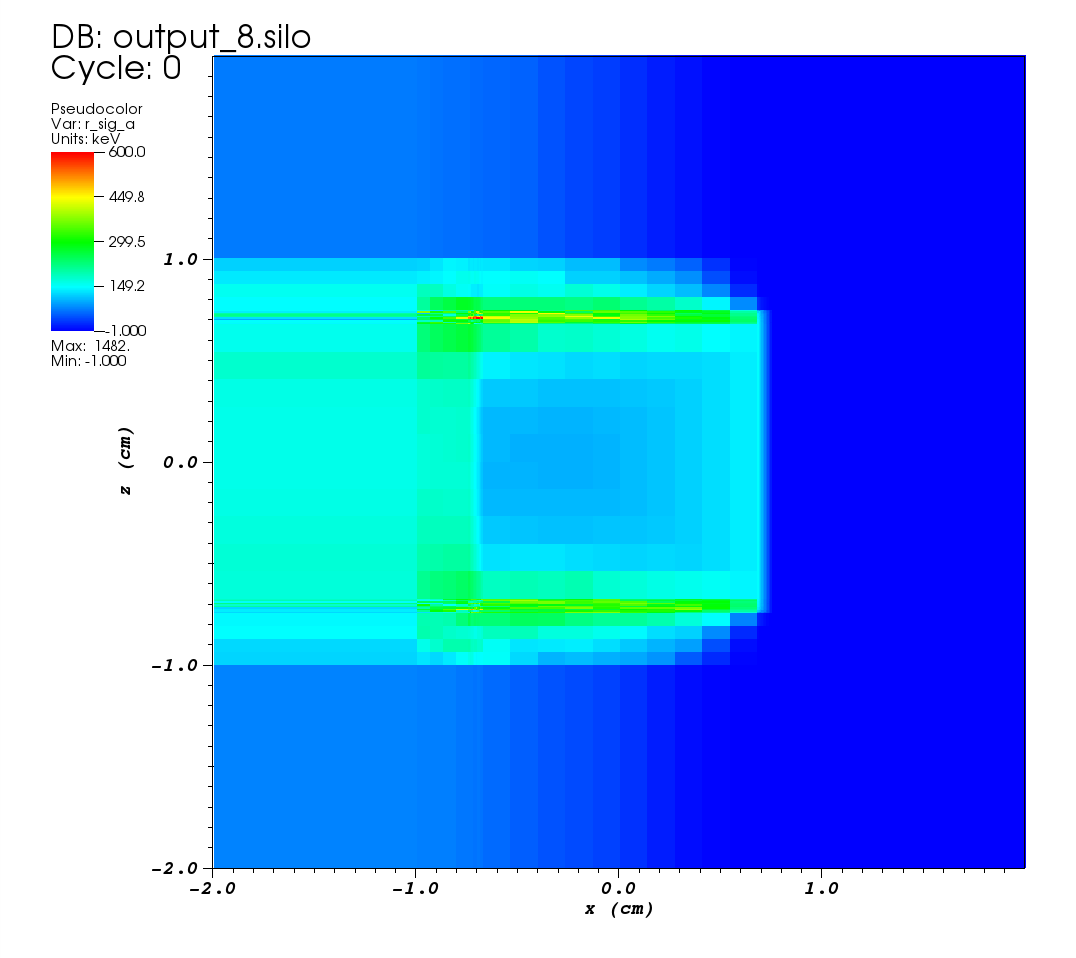 DB: output_8.silo
Cycle: 0
Pseudocolor
Var: r_sig_a
Units: keV
600.0
449.8
299.5
149.2
-1.000
Max: 1482.
Min: -1.000
1.0
0.0
-1.0
-2.0
z (cm)
-2.0 -1.0 0.0 1.0
x (cm)